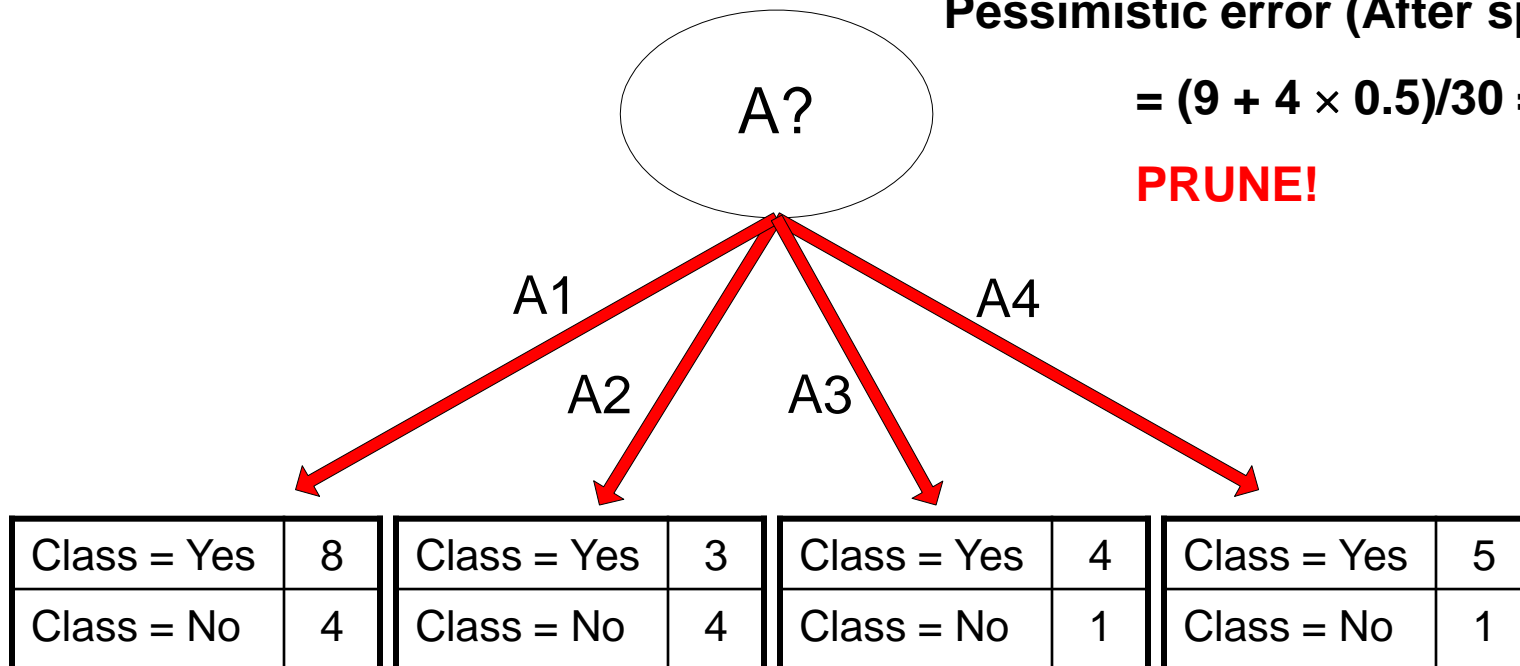 Pessimistic error (After
A?
= (9 + 4 × 0.5)/30 =
PRUNE!
A1
A4
A2 A3
Class = Yes 8 Class = Yes 3 Class = Yes 4 Class = Yes 5
Class = No 4 Class = No 4 Class = No 1 Class = No 1